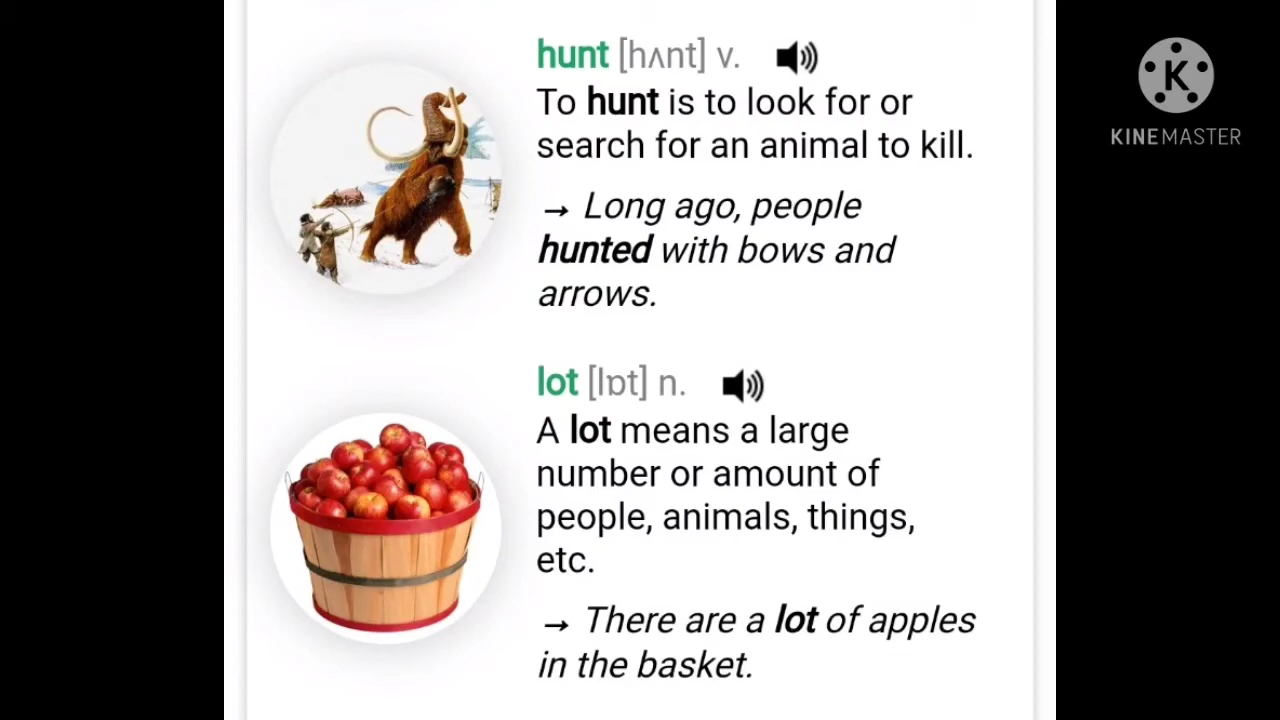 hunt [hʌnt] v.
To hunt is to look for or
search for an animal to kill.
→ Long ago, people
hunted with bows and
arrows.
lot [lɒt] n.
A lot means a large
number or amount of
people, animals, things,
etc.
→ There are a lot of apples
in the basket.
K
KINEMASTER